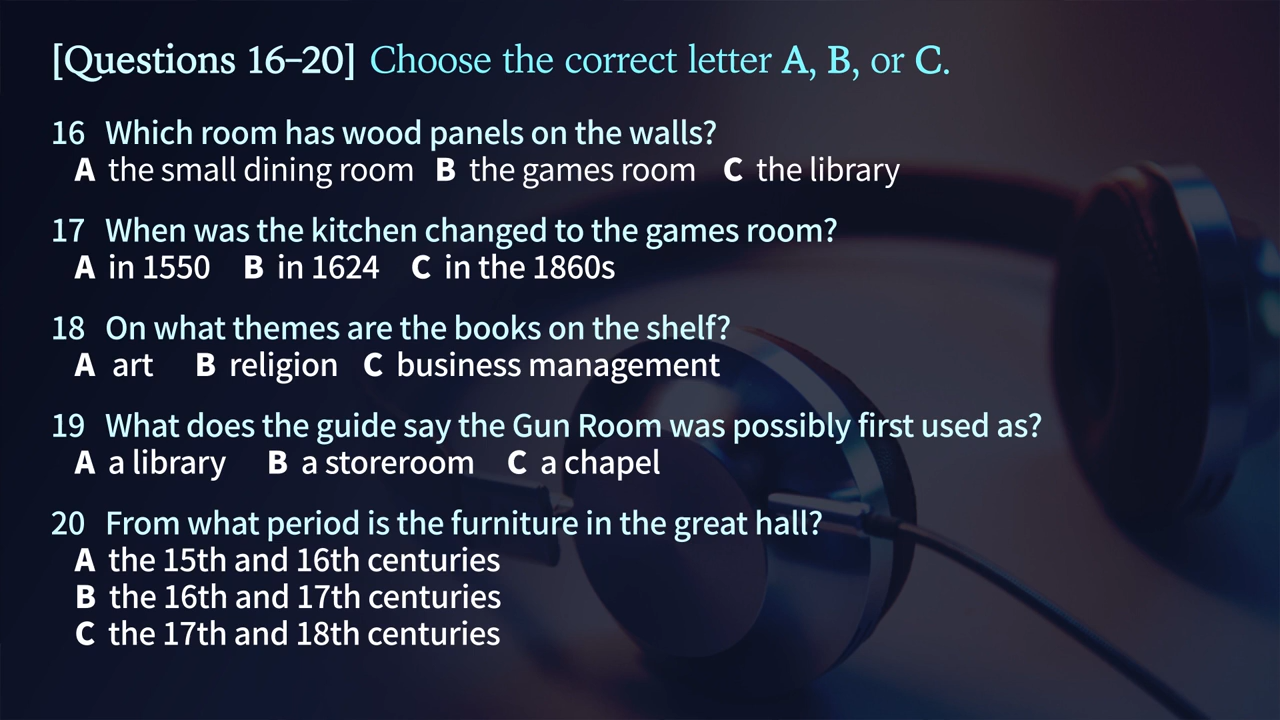 [Questions 16–20] Choose the correct letter A, B, or C.
16 Which room has wood panels on the walls?
A the small dining room B the games room C the library
17 When was the kitchen changed to the games room?
A in 1550 B in 1624 C in the 1860s
18 On what themes are the books on the shelf?
A art B religion C business management
19 What does the guide say the Gun Room was possibly first used as?
A a library B a storeroom C a chapel
20 From what period is the furniture in the great hall?
A the 15th and 16th centuries
B the 16th and 17th centuries
C the 17th and 18th centuries